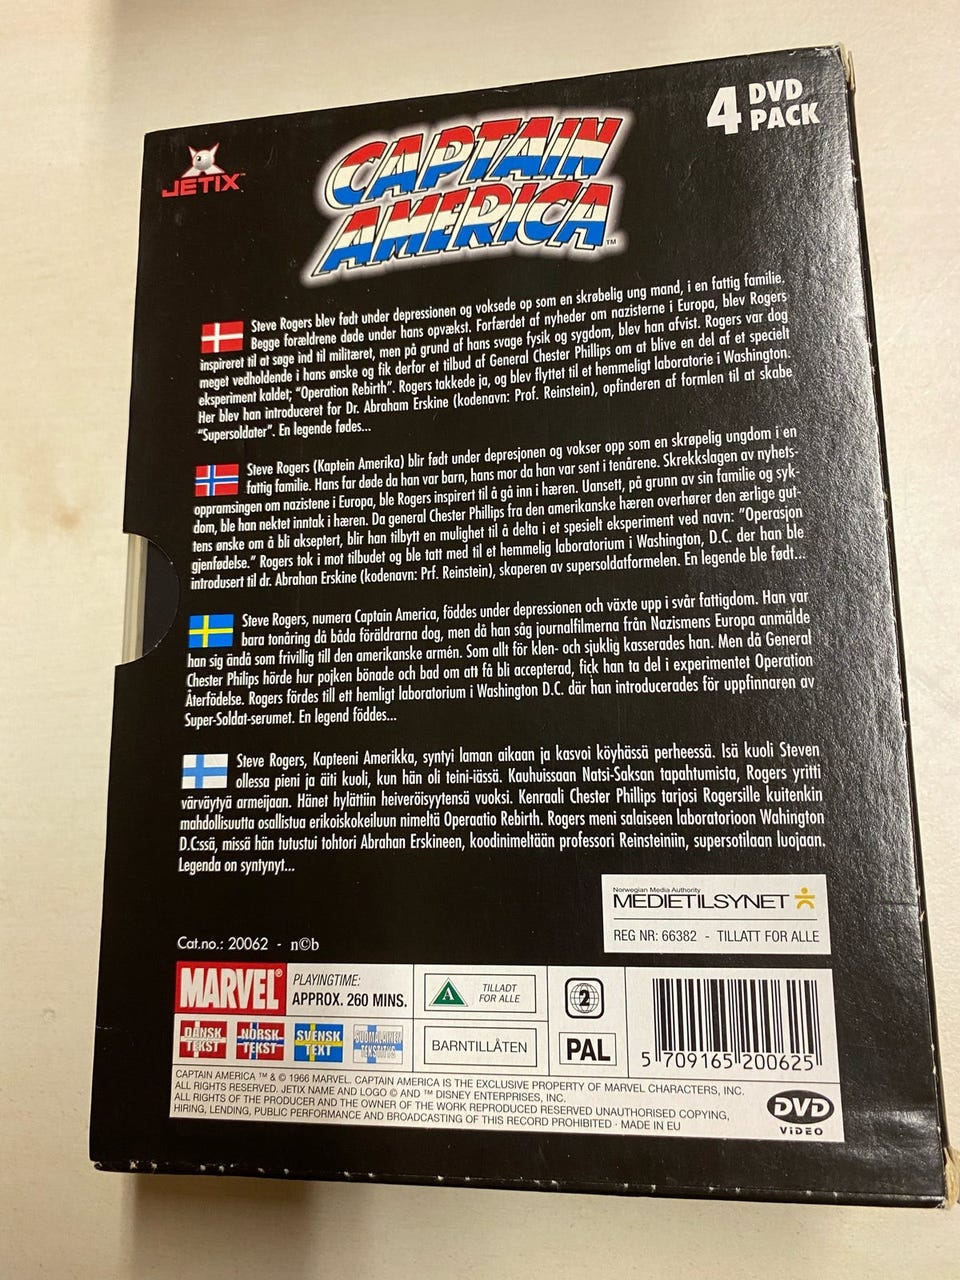 JETIX™
CAPTAIN
AMERICA™
4 DVD
PACK
Steve Rogers blev født under depressionen og voksede op som en skrøbelig ung mand, i en fattig familie.
Begge forældrene døde under hans opvækst. Forfærdet af nyheder om nazisterne i Europa, blev Rogers
inspireret til at søge ind til militæret, men på grund af hans svage fysik og sygdom, blev han afvist. Rogers var dog
meget vedholdende i hans ønske og fik derfor et tilbud af General Chester Phillips om at blive en del af et specielt
eksperiment kaldet; "Operation Rebirth". Rogers takkede ja, og blev flyttet til et hemmeligt laboratorie i Washington.
Her blev han introduceret for Dr. Abraham Erskine (kodenavn: Prof. Reinstein), opfinderen af formlen til at skabe
"Supersoldater". En legende fødes...
Steve Rogers (Kaptein Amerika) blir født under depresjonen og vokser opp som en skrøpelig ungdom i en
fattig familie. Hans far døde da han var barn, hans mor da han var sent i tenårene. Skrekkslagen av nyhets-
oppramsingen om nazistene i Europa, ble Rogers inspirert til å gå inn i hæren. Uansett, på grunn av sin familie og syk-
dom, ble han nektet inntak i hæren. Da general Chester Phillips fra den amerikanske hæren overhører den ærlige gut-
tens ønske om å bli akseptert, blir han tilbytt en mulighet til å delta i et spesielt eksperiment ved navn: "Operasjon
gjenfødelse." Rogers tok i mot tilbudet og ble tatt med til et hemmelig laboratorium i Washington, D.C. der han ble
introdusert til dr. Abrahan Erskine (kodenavn: Prf. Reinstein), skaperen av supersoldatformelen. En legende ble født...
Steve Rogers, numera Captain America, föddes under depressionen och växte upp i svår fattigdom. Han var
bara tonåring då båda föräldrarna dog, men då han såg journalfilmerna från Nazismens Europa anmälde
han sig ändå som frivillig till den amerikanske armén. Som allt för klen- och sjuklig kasserades han. Men då General
Chester Philips hörde hur pojken bönade och bad om att få bli accepterad, fick han ta del i experimentet Operation
Återfödelse. Rogers fördes till ett hemligt laboratorium i Washington D.C. där han introducerades för uppfinnaren av
Super-Soldat-serumet. En legend föddes...
Steve Rogers, Kapteeni Amerikka, syntyi laman aikaan ja kasvoi köyhässä perheessä. Isä kuoli Steven
ollessa pieni ja äiti kuoli, kun hän oli teini-iässä. Kauhuissaan Natsi-Saksan tapahtumista, Rogers yritti
värväytyä armeijaan. Hänet hylättiin heiveröisyytensä vuoksi. Kenraali Chester Phillips tarjosi Rogersille kuitenkin
mahdollisuutta osallistua erikoiskokeiluun nimeltä Operaatio Rebirth. Rogers meni salaiseen laboratorioon Wahington
D.C:ssä, missä hän tutustui tohtori Abrahan Erskineen, koodinimeltään professori Reinsteiniin, supersotilaan luojaan.
Legenda on syntynyt...
Norwegian Media Authority
MEDIETILSYNET
REG NR: 66382 - TILLATT FOR ALLE
Cat.no.: 20062 - n©b
MARVEL®
PLAYINGTIME:
APPROX. 260 MINS.
A
TILLADT
FOR ALLE
2
DANSK
TEKST
NORSK
TEKST
SVENSK
TEXT
SUOMALAINEN
TEKSTITYS
BARNTILLÅTEN
PAL
5 709165 200625
CAPTAIN AMERICA ™ & © 1966 MARVEL. CAPTAIN AMERICA IS THE EXCLUSIVE PROPERTY OF MARVEL CHARACTERS, INC.
ALL RIGHTS RESERVED. JETIX NAME AND LOGO © AND ™ DISNEY ENTERPRISES, INC.
ALL RIGHTS OF THE PRODUCER AND THE OWNER OF THE WORK REPRODUCED RESERVED UNAUTHORISED COPYING,
HIRING, LENDING, PUBLIC PERFORMANCE AND BROADCASTING OF THIS RECORD PROHIBITED · MADE IN EU
DVD
VIDEO